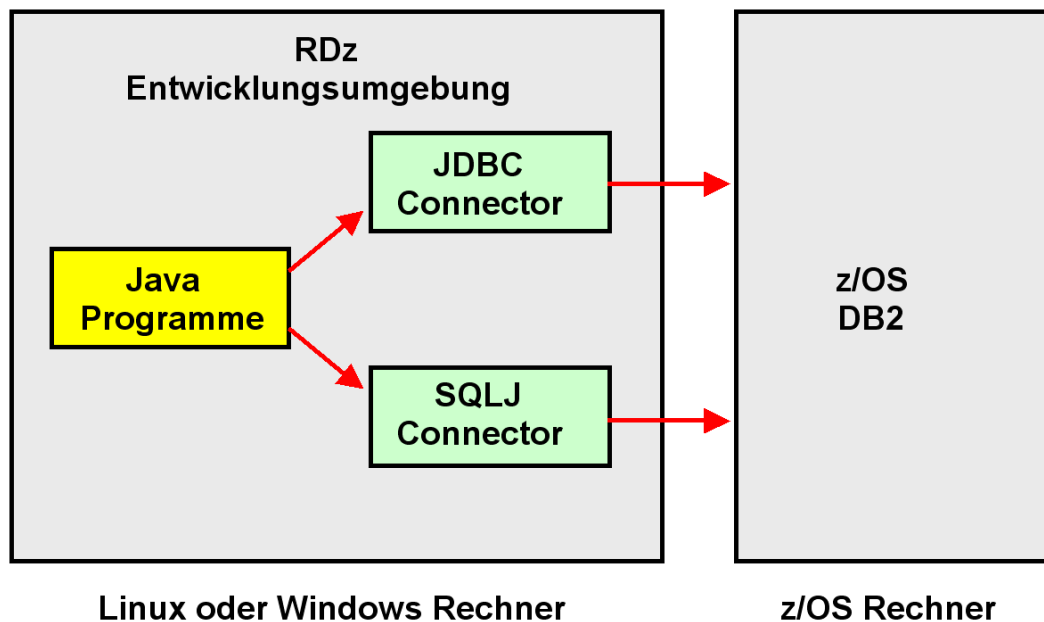 RDz
Entwicklungsumgebung
JDBC
Connector
Java
Programme
SQLJ
Connector
z/OS
DB2
Linux oder Windows Rechner
z/OS Rechner